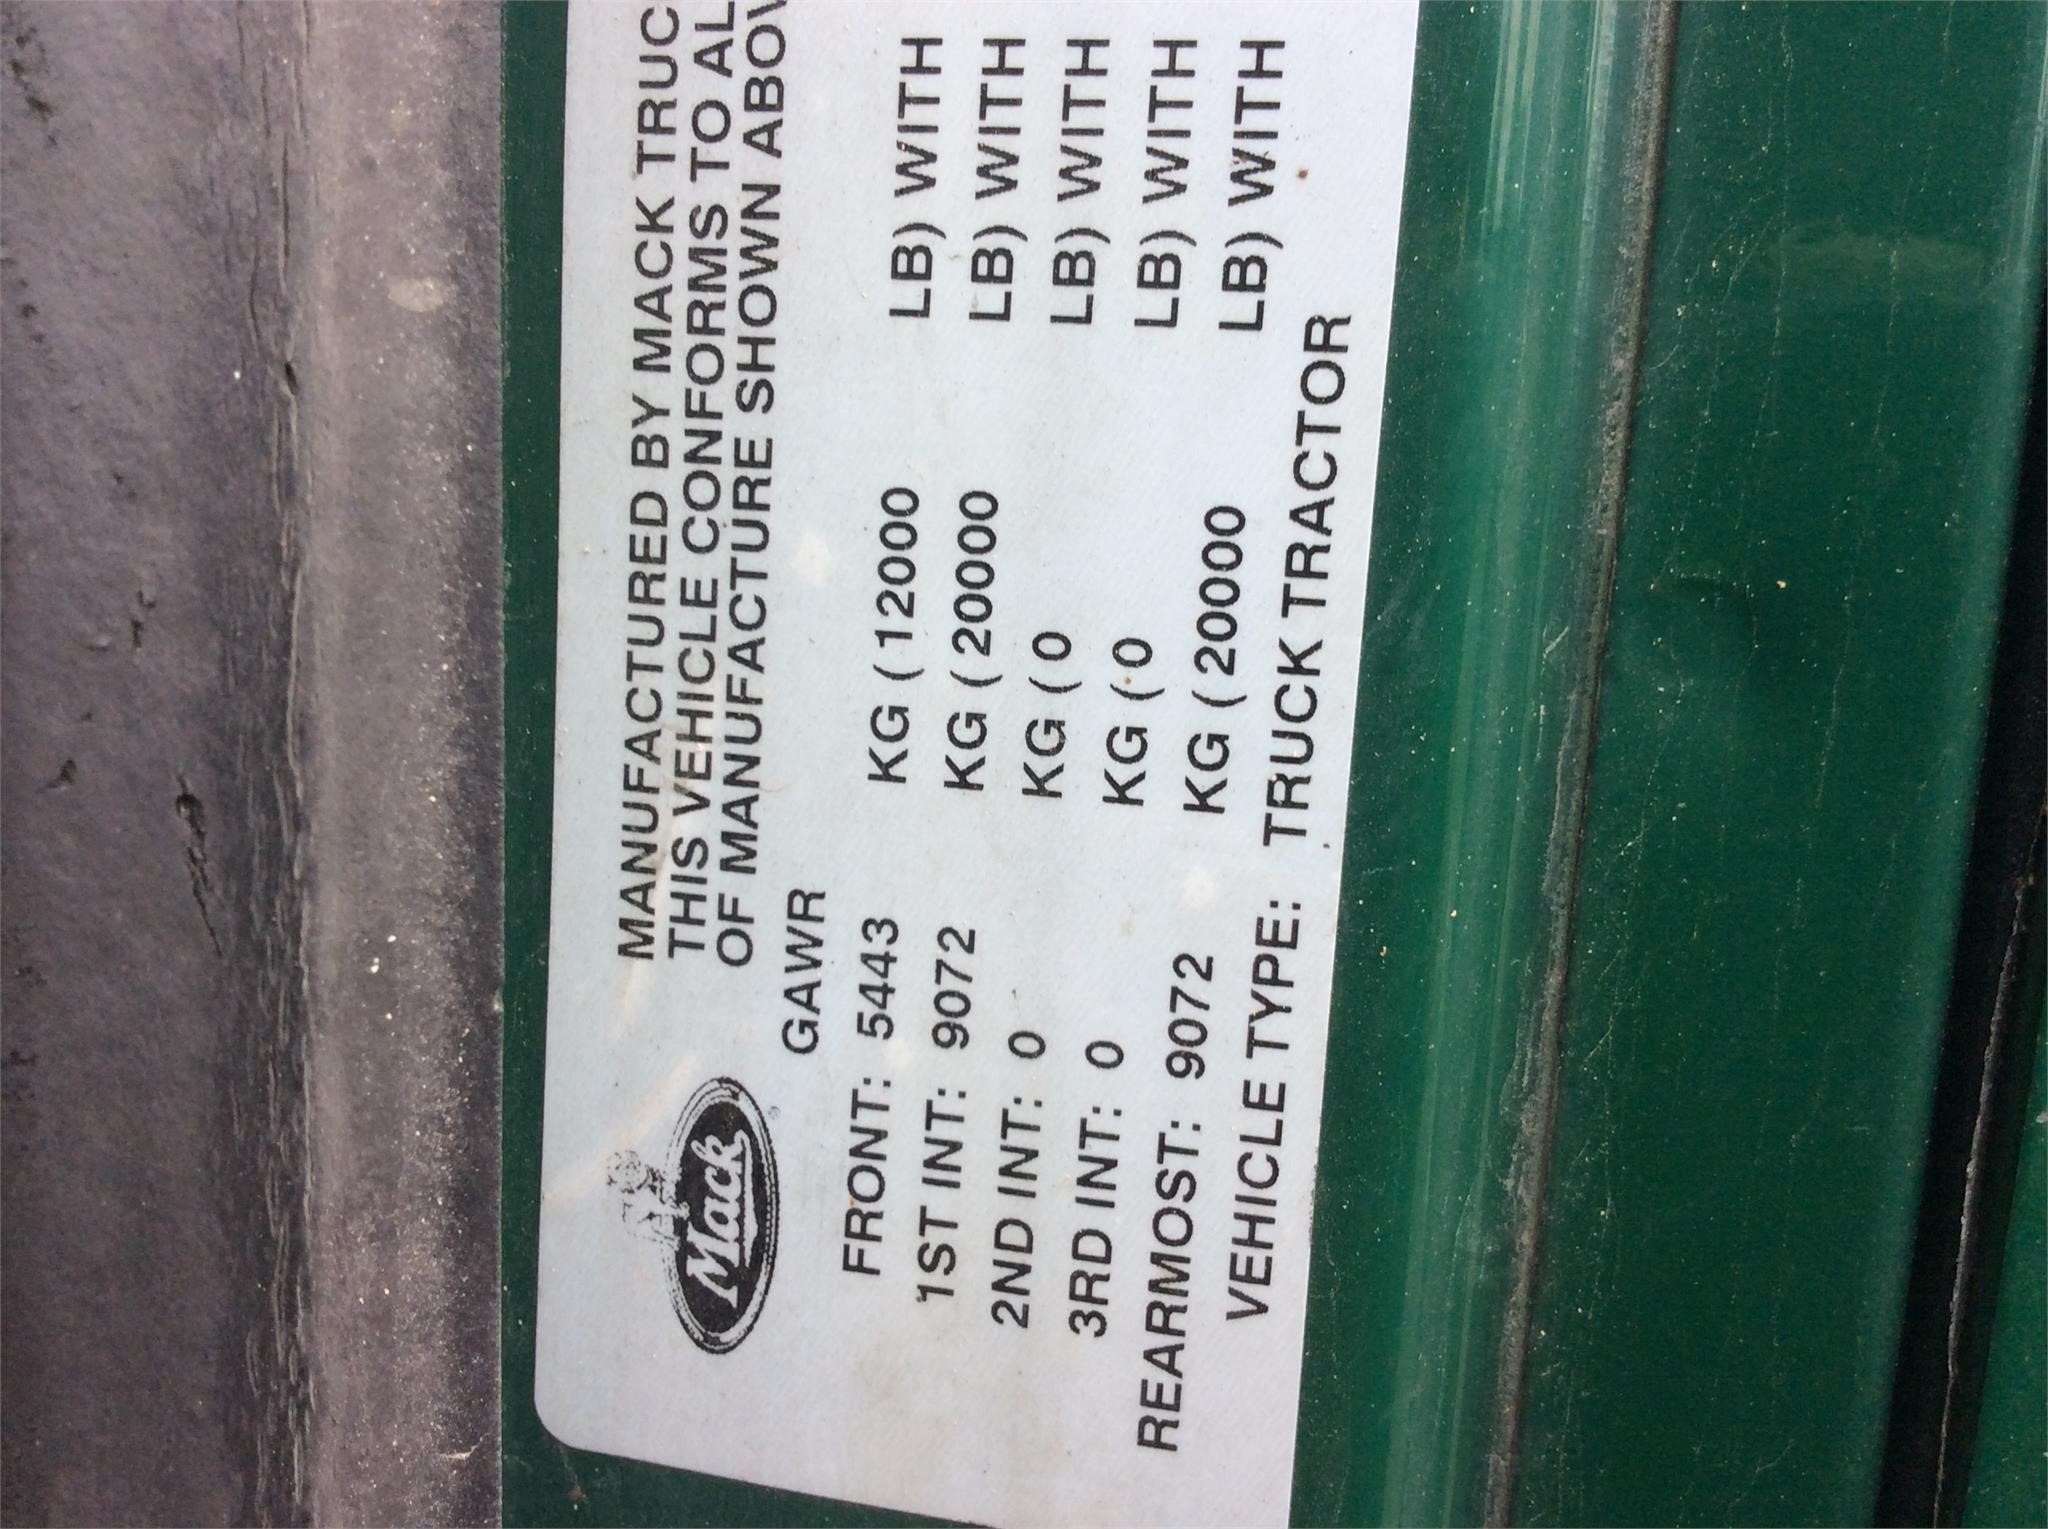 Mack
MANUFACTURED BY MACK TRUC
THIS VEHICLE CONFORMS TO AL
OF MANUFACTURE SHOWN ABOV
GAWR
FRONT: 5443 KG ( 12000 LB) WITH
1ST INT: 9072 KG ( 20000 LB) WITH
2ND INT: 0 KG ( 0 LB) WITH
3RD INT: 0 KG ( 0 LB) WITH
REARMOST: 9072 KG ( 20000 LB) WITH
VEHICLE TYPE: TRUCK TRACTOR